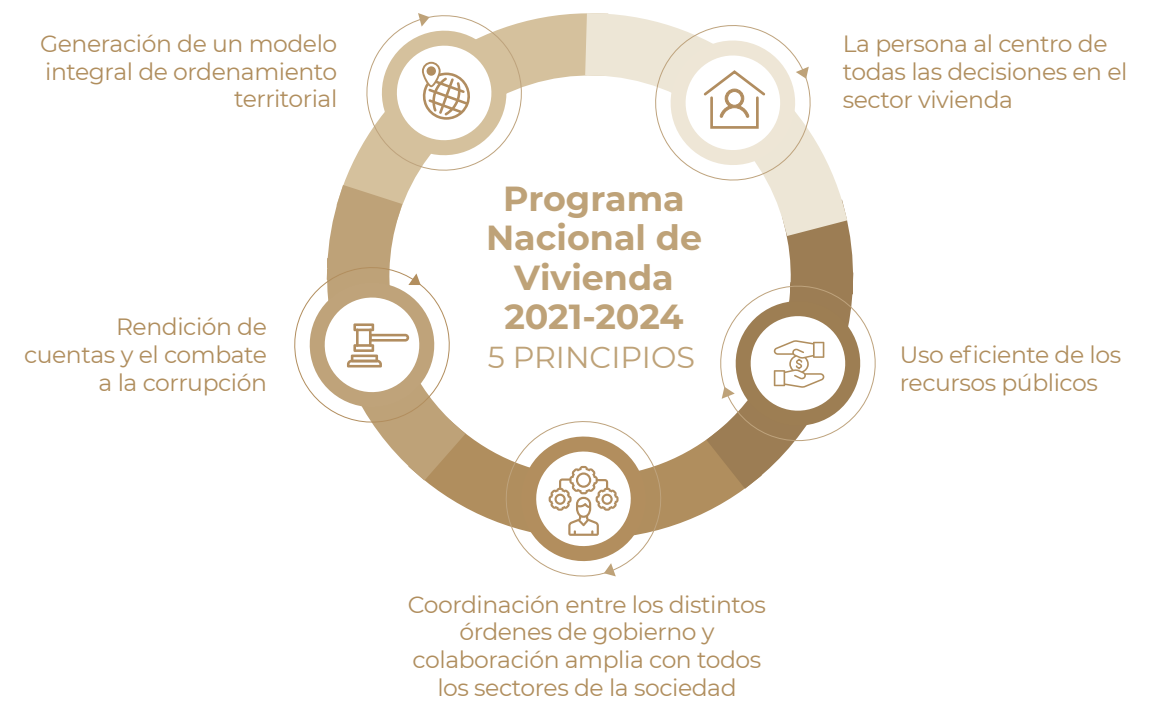 Generación de un modelo
integral de ordenamiento
territorial
La persona al centro de
todas las decisiones en el
sector vivienda
Programa
Nacional de
Vivienda
2021-2024
5 PRINCIPIOS
Rendición de
cuentas y el combate
a la corrupción
Uso eficiente de los
recursos públicos
$
Coordinación entre los distintos
órdenes de gobierno y
colaboración amplia con todos
los sectores de la sociedad